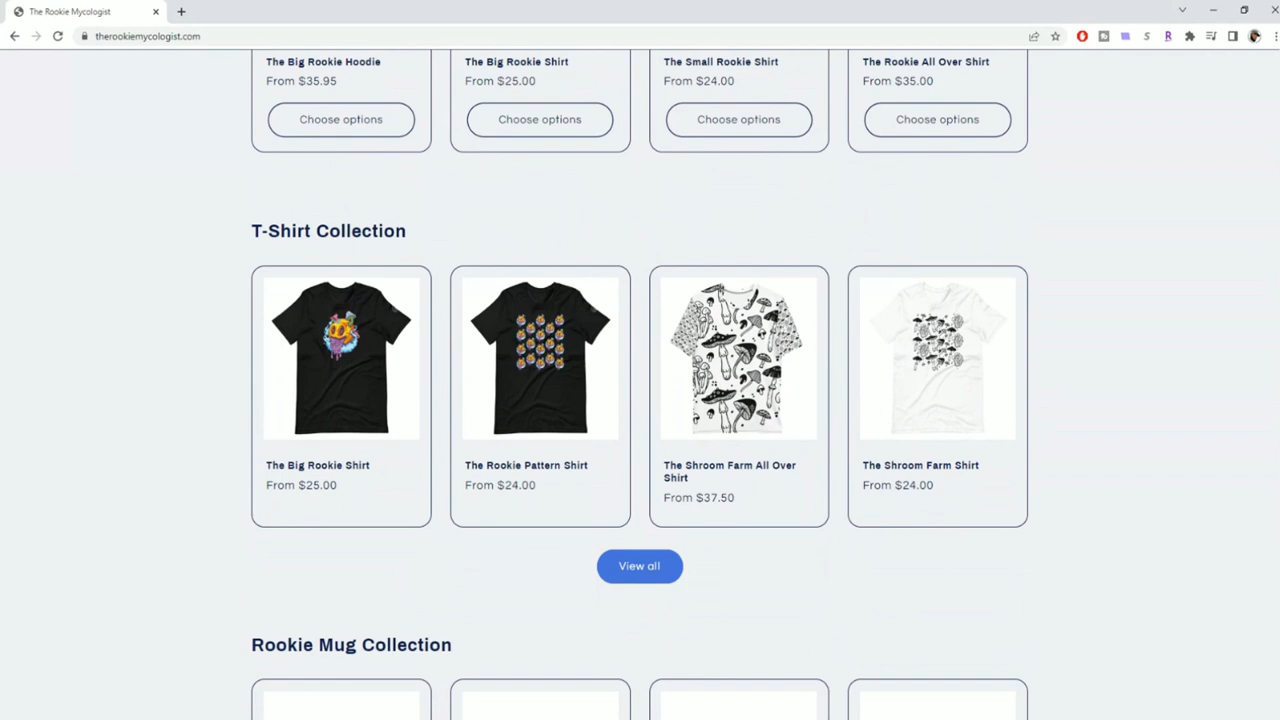 The Rookie Mycologist
therookiemycologist.com
The Big Rookie Hoodie
From $35.95
Choose options
The Big Rookie Shirt
From $25.00
Choose options
The Small Rookie Shirt
From $24.00
Choose options
The Rookie All Over Shirt
From $35.00
Choose options
T-Shirt Collection
The Big Rookie Shirt
From $25.00
The Rookie Pattern Shirt
From $24.00
The Shroom Farm All Over
Shirt
From $37.50
The Shroom Farm Shirt
From $24.00
View all
Rookie Mug Collection